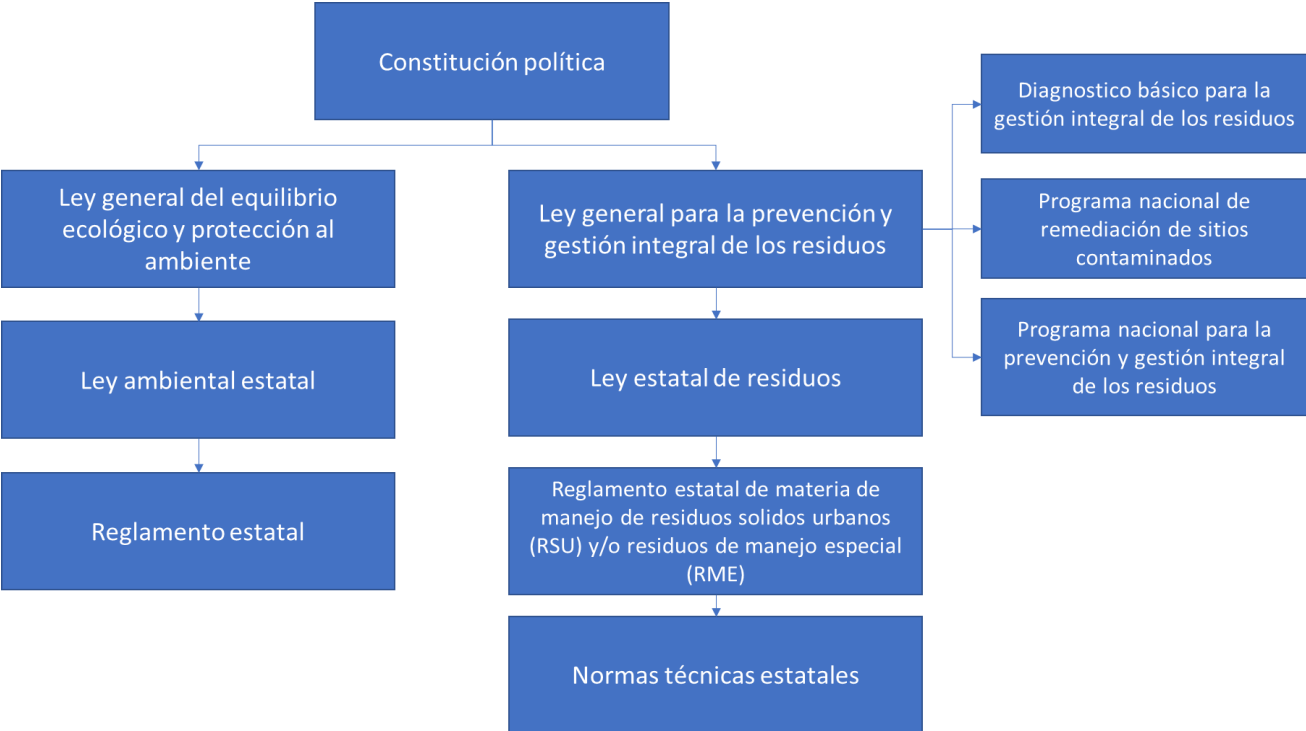 Constitución política
Ley general del equilibrio
ecológico y protección al
ambiente
Ley ambiental estatal
Reglamento estatal
Ley general para la prevención y
gestión integral de los residuos
Ley estatal de residuos
Reglamento estatal de materia de
manejo de residuos solidos urbanos
(RSU) y/o residuos de manejo especial
(RME)
Normas técnicas estatales
Diagnostico básico para la
gestión integral de los residuos
Programa nacional de
remediación de sitios
contaminados
Programa nacional para la
prevención y gestión integral
de los residuos